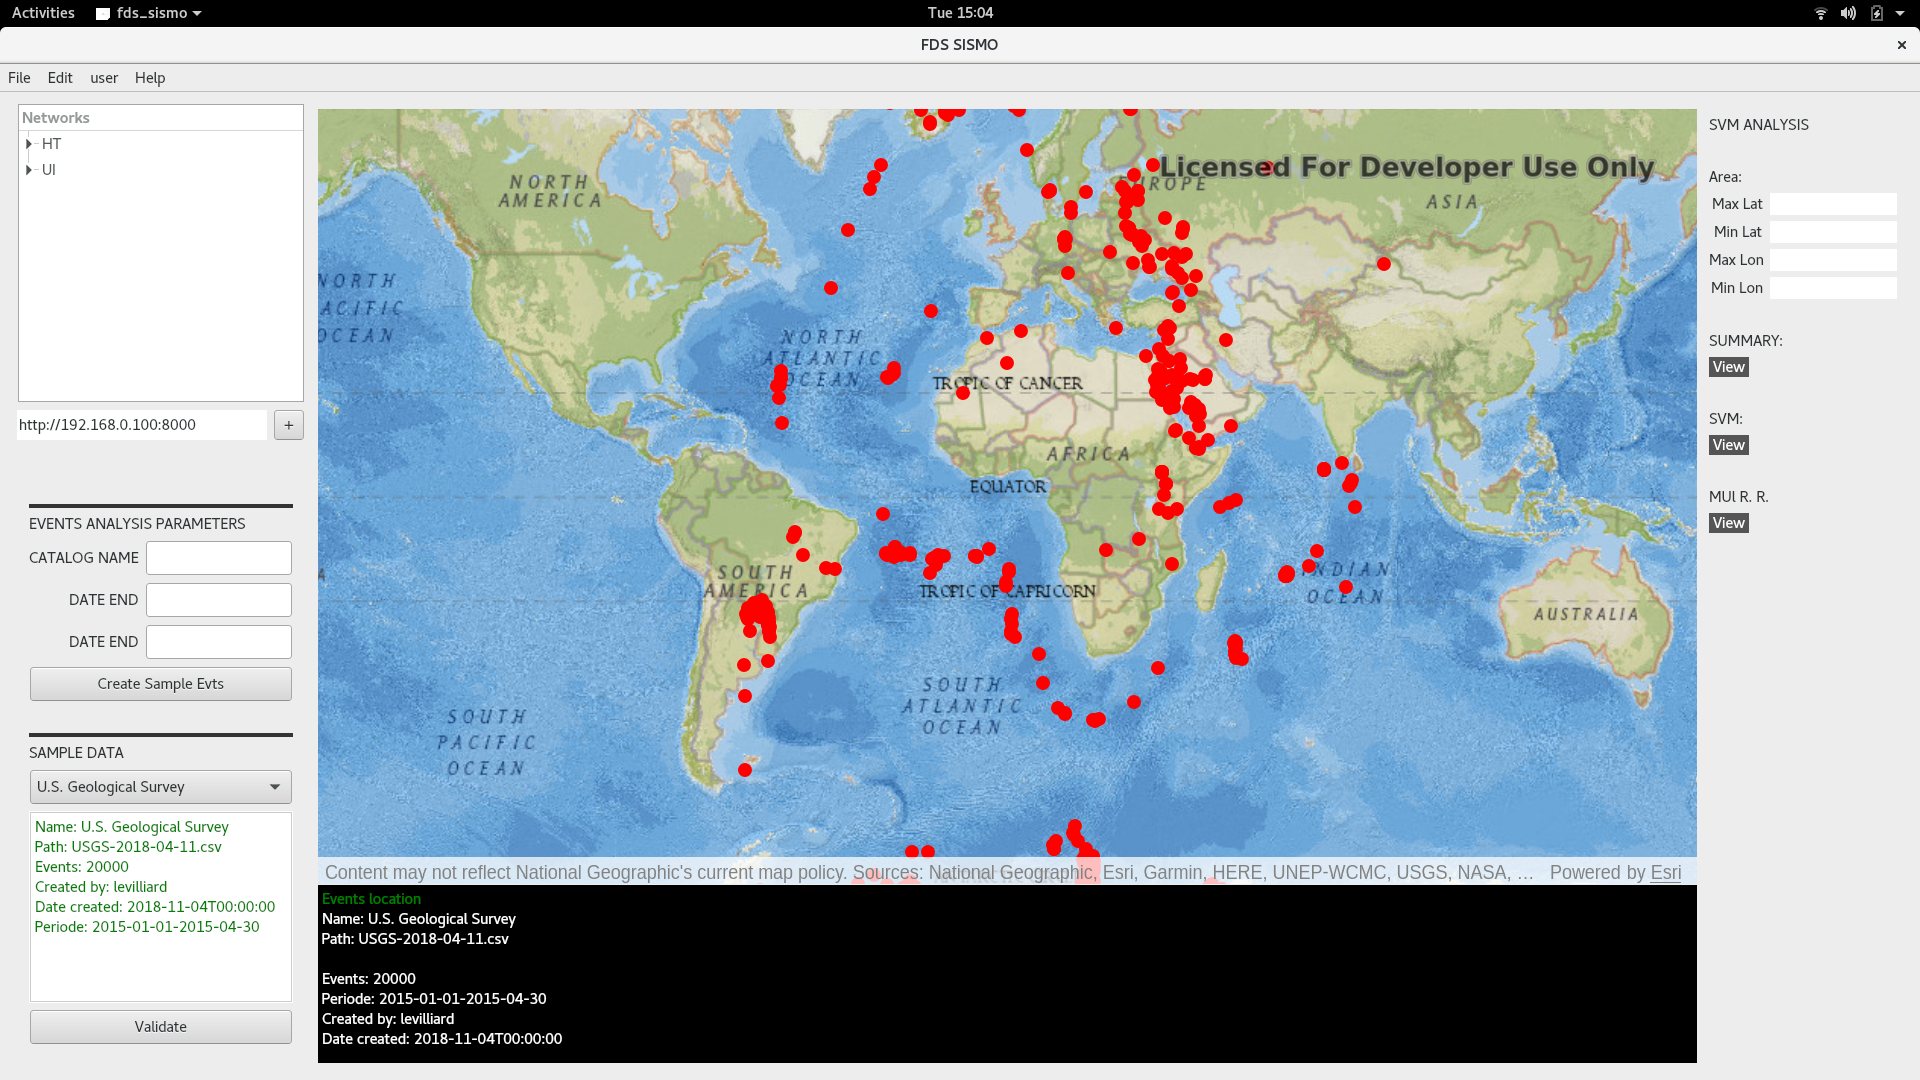 Activities fds_sismo Tue 15:04
FDS SISMO ×
File Edit user Help
Networks
HT
UI
http://192.168.0.100:8000 +
EVENTS ANALYSIS PARAMETERS
CATALOG NAME
DATE END
DATE END
Create Sample Evts
SAMPLE DATA
U.S. Geological Survey
Name: U.S. Geological Survey
Path: USGS-2018-04-11.csv
Events: 20000
Created by: levilliard
Date created: 2018-11-04T00:00:00
Periode: 2015-01-01-2015-04-30
Validate
Licensed For Developer Use Only
NORTH
AMERICA
ASIA
NORTH
ATLANTIC
OCEAN
TROPIC OF CANCER
AFRICA
EQUATOR
SOUTH
AMERICA
TROPIC OF CAPRICORN
INDIAN
OCEAN
AUSTRALIA
SOUTH
ATLANTIC
OCEAN
SOUTH
PACIFIC
OCEAN
Content may not reflect National Geographic's current map policy. Sources: National Geographic, Esri, Garmin, HERE, UNEP-WCMC, USGS, NASA, ... Powered by Esri
Events location
Name: U.S. Geological Survey
Path: USGS-2018-04-11.csv
Events: 20000
Periode: 2015-01-01-2015-04-30
Created by: levilliard
Date created: 2018-11-04T00:00:00
SVM ANALYSIS
Area:
Max Lat
Min Lat
Max Lon
Min Lon
SUMMARY:
View
SVM:
View
MUl R. R.
View